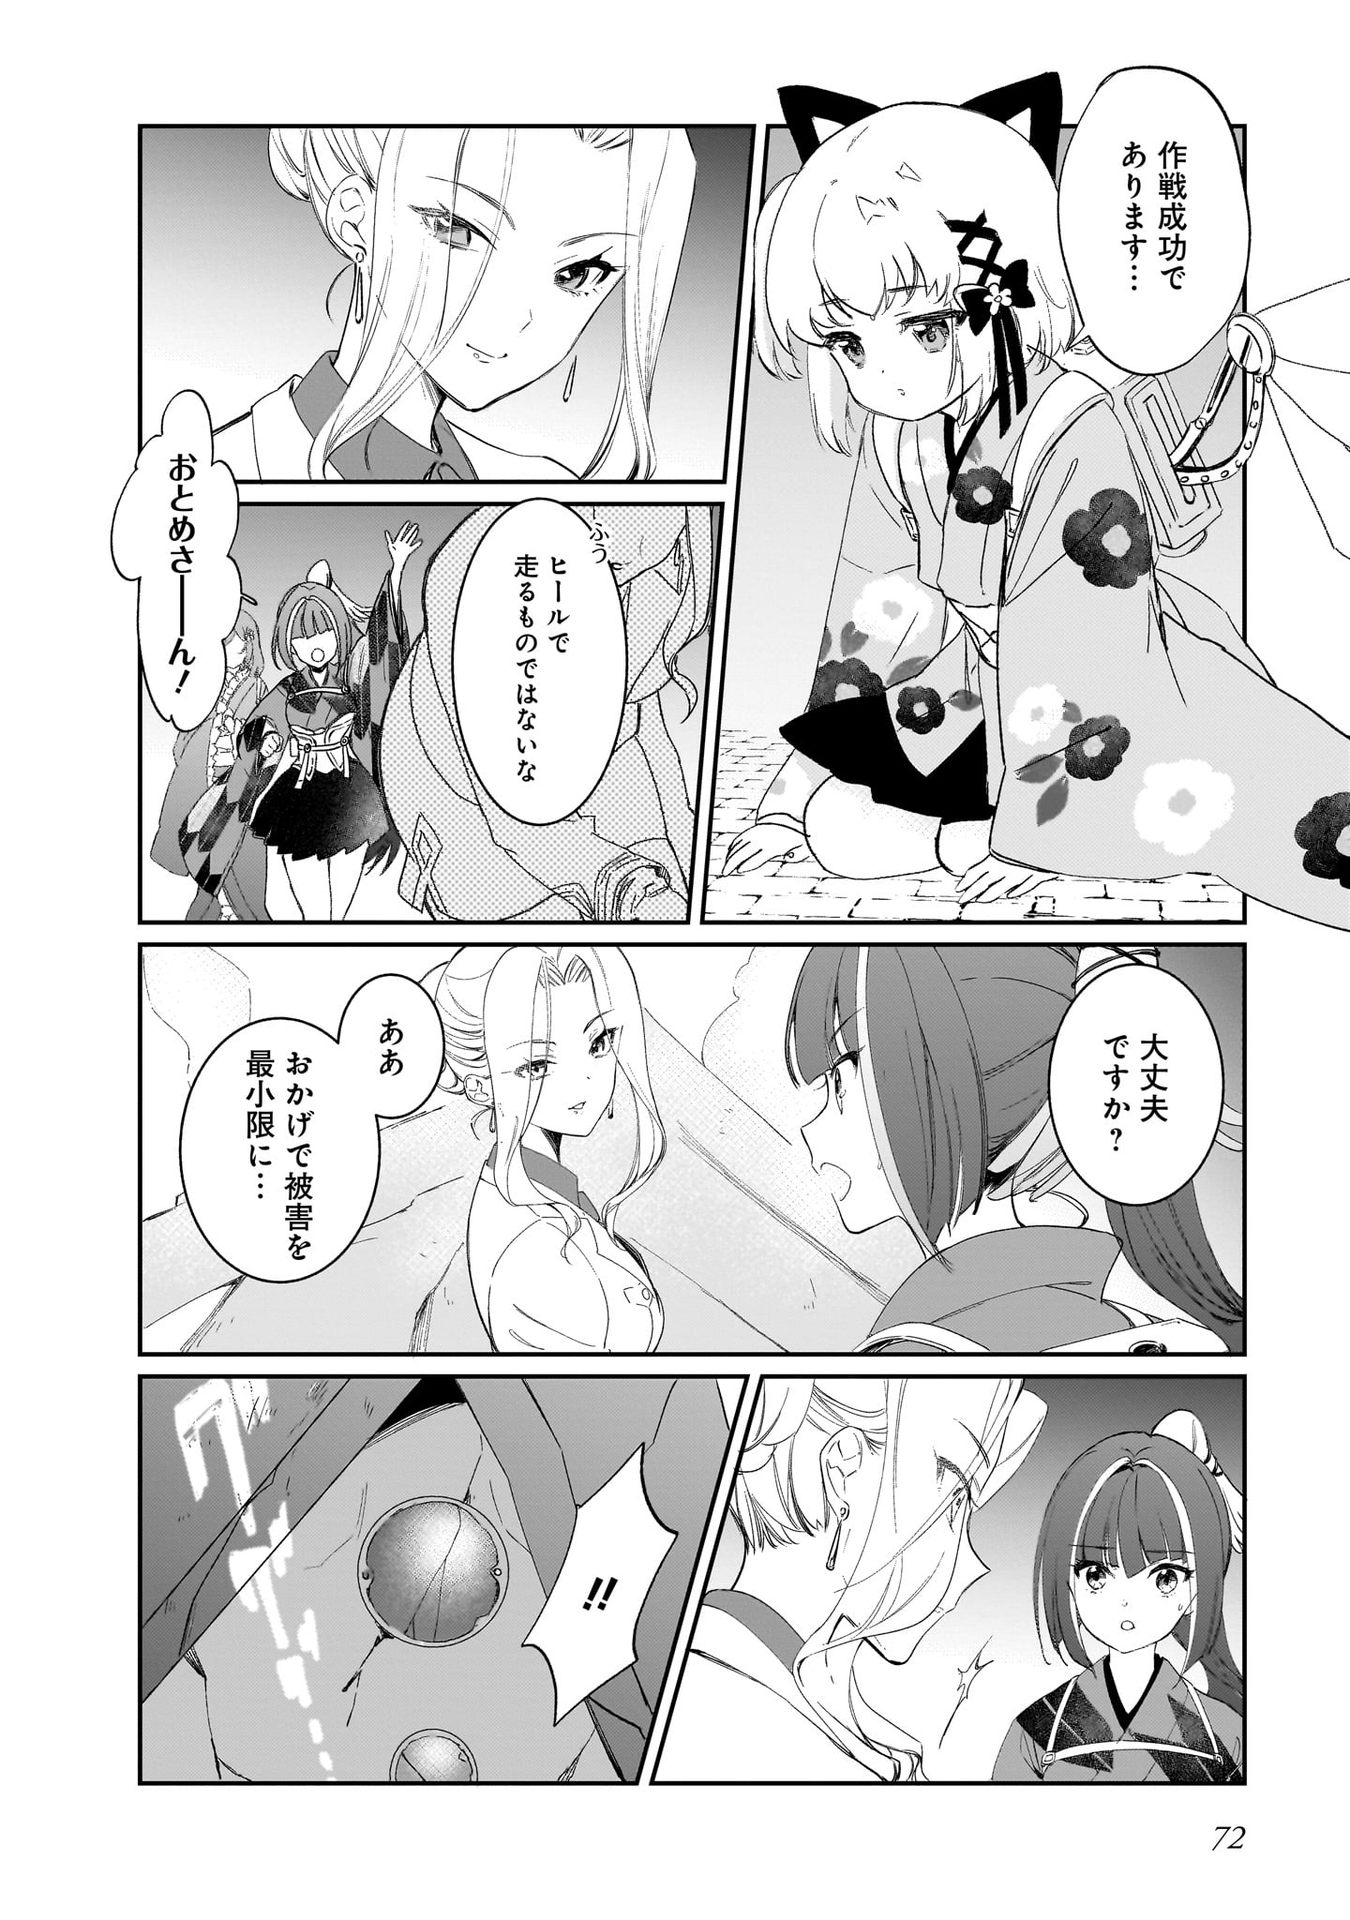 作戦成功で
あります…
ふぅ
ヒールで
走るものではないな
おとめさーーん！
大丈夫
ですか？
ああ
おかげで被害を
最小限に…
!!
72